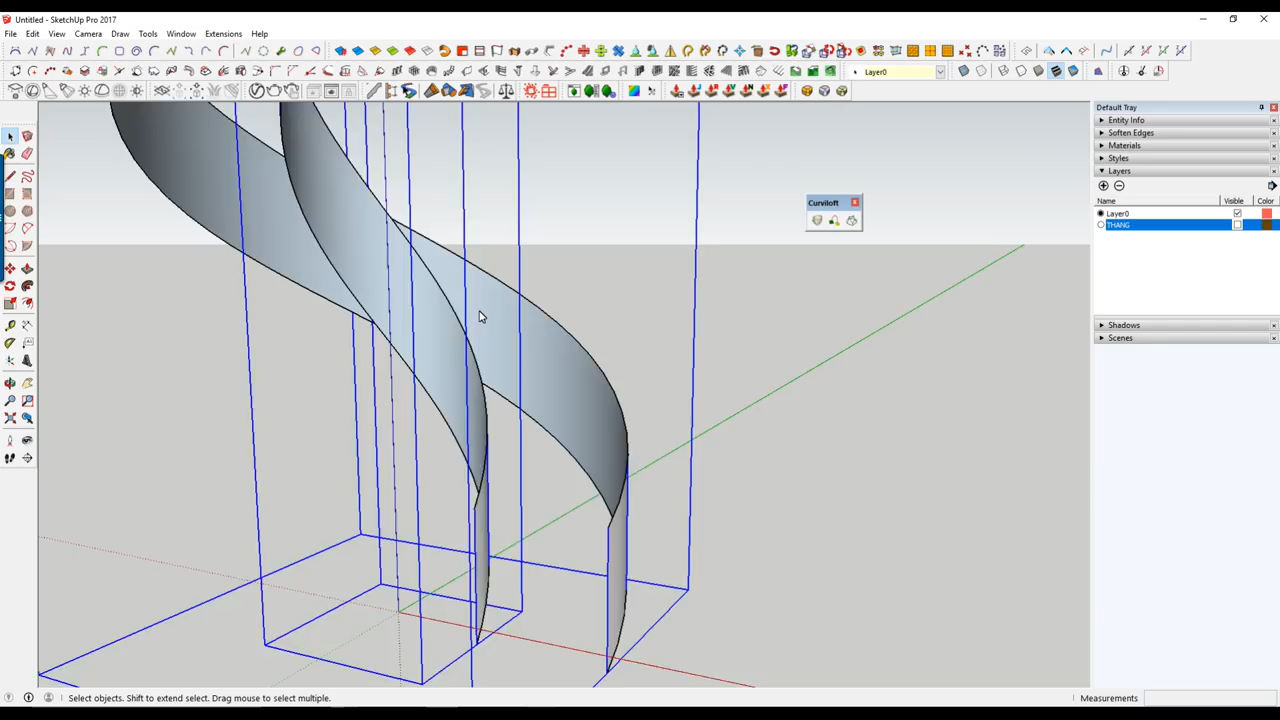 Untitled - SketchUp Pro 2017
File Edit View Camera Draw Tools Window Extensions Help
Layer0
Default Tray
Entity Info
Soften Edges
Materials
Styles
Layers
Name Visible Color
Layer0
THANG
Curviloft
Shadows
Scenes
Select objects. Shift to extend select. Drag mouse to select multiple.
Measurements